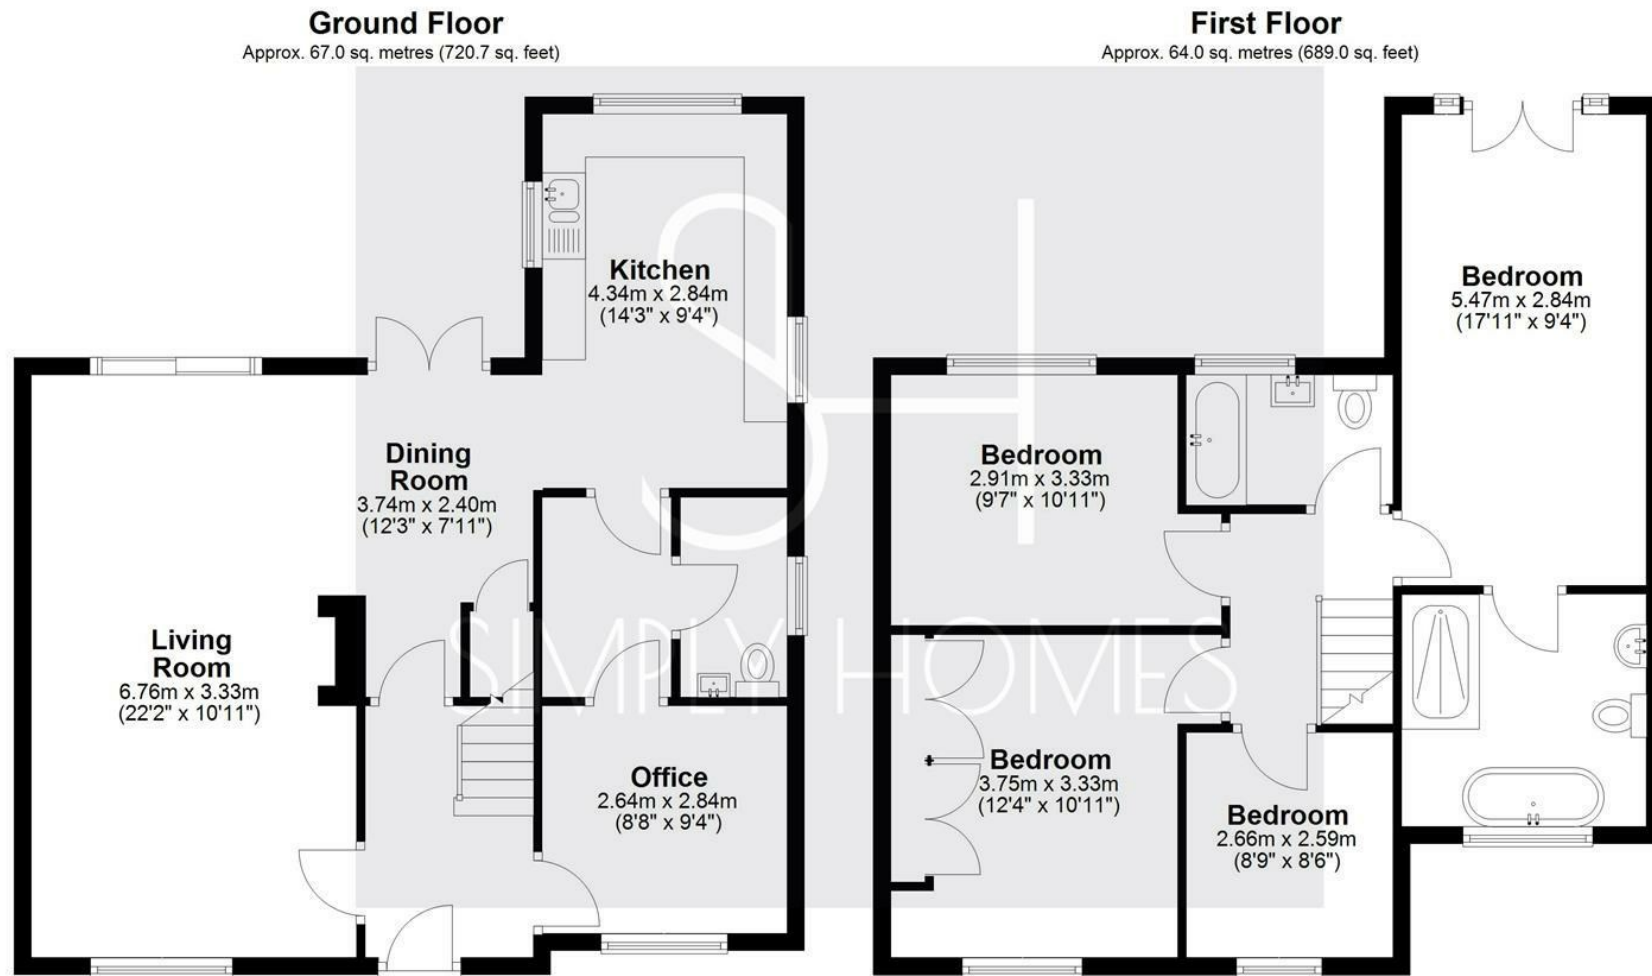 Ground Floor
Approx. 67.0 sq. metres (720.7 sq. feet)
Kitchen
4.34m x 2.84m
(14'3" x 9'4")
Dining
Room
3.74m x 2.40m
(12'3" x 7'11")
Living
Room
6.76m x 3.33m
(22'2" x 10'11")
Office
2.64m x 2.84m
(8'8" x 9'4")
First Floor
Approx. 64.0 sq. metres (689.0 sq. feet)
Bedroom
5.47m x 2.84m
(17'11" x 9'4")
Bedroom
2.91m x 3.33m
(9'7" x 10'11")
Bedroom
3.75m x 3.33m
(12'4" x 10'11")
Bedroom
2.66m x 2.59m
(8'9" x 8'6")
SH
SIMPLY HOMES